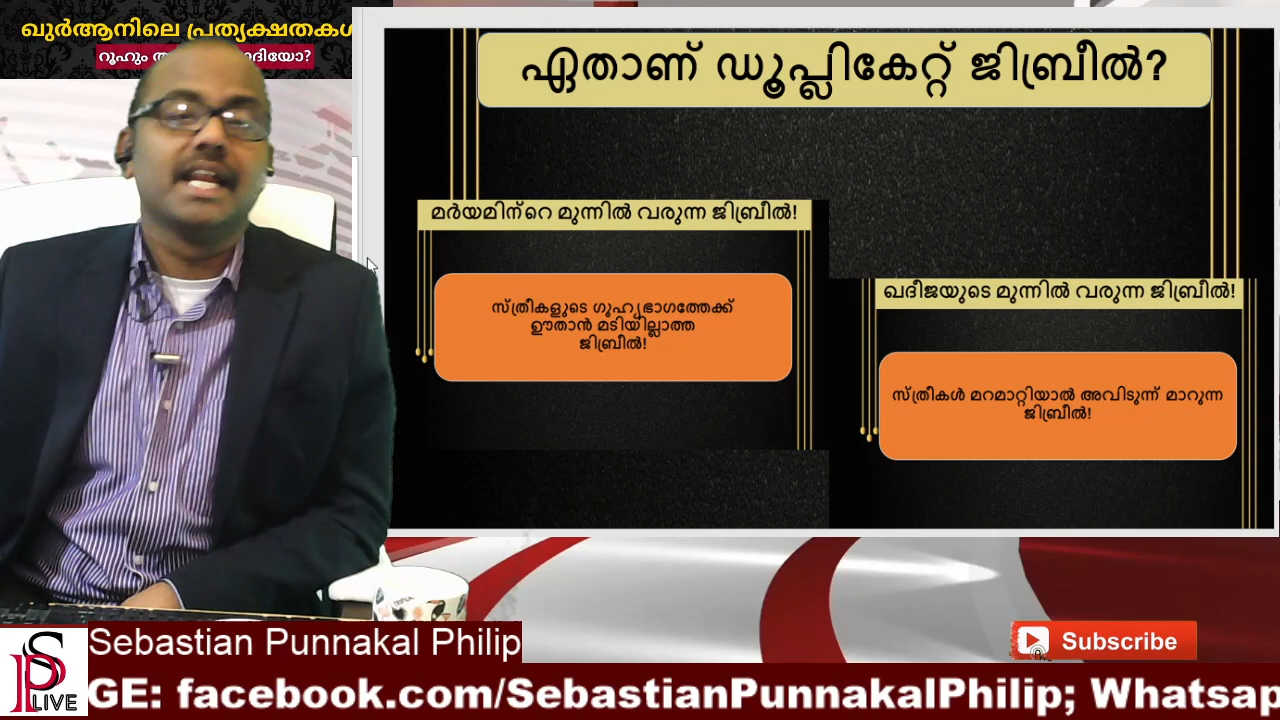 ഖുർആനിലെ പ്രത്യക്ഷതകൾ
റൂഹും
ഏതാണ് ഡൂപ്ലികേറ്റ് ജിബ്രീൽ?
മർയമിന്റെ മുന്നിൽ വരുന്ന ജിബ്രീൽ!
സ്ത്രീകളുടെ ഗുഹ്യഭാഗത്തേക്ക്
ഊതാൻ മടിയില്ലാത്ത
ജിബ്രീൽ!
ഖദീജയുടെ മുന്നിൽ വരുന്ന ജിബ്രീൽ!
സ്ത്രീകൾ മറമാറ്റിയാൽ അവിടുന്ന് മാറുന്ന
ജിബ്രീൽ!
Sebastian Punnakal Philip
Subscribe
SP LIVE
GE: facebook.com/SebastianPunnakalPhilip; Whatsap